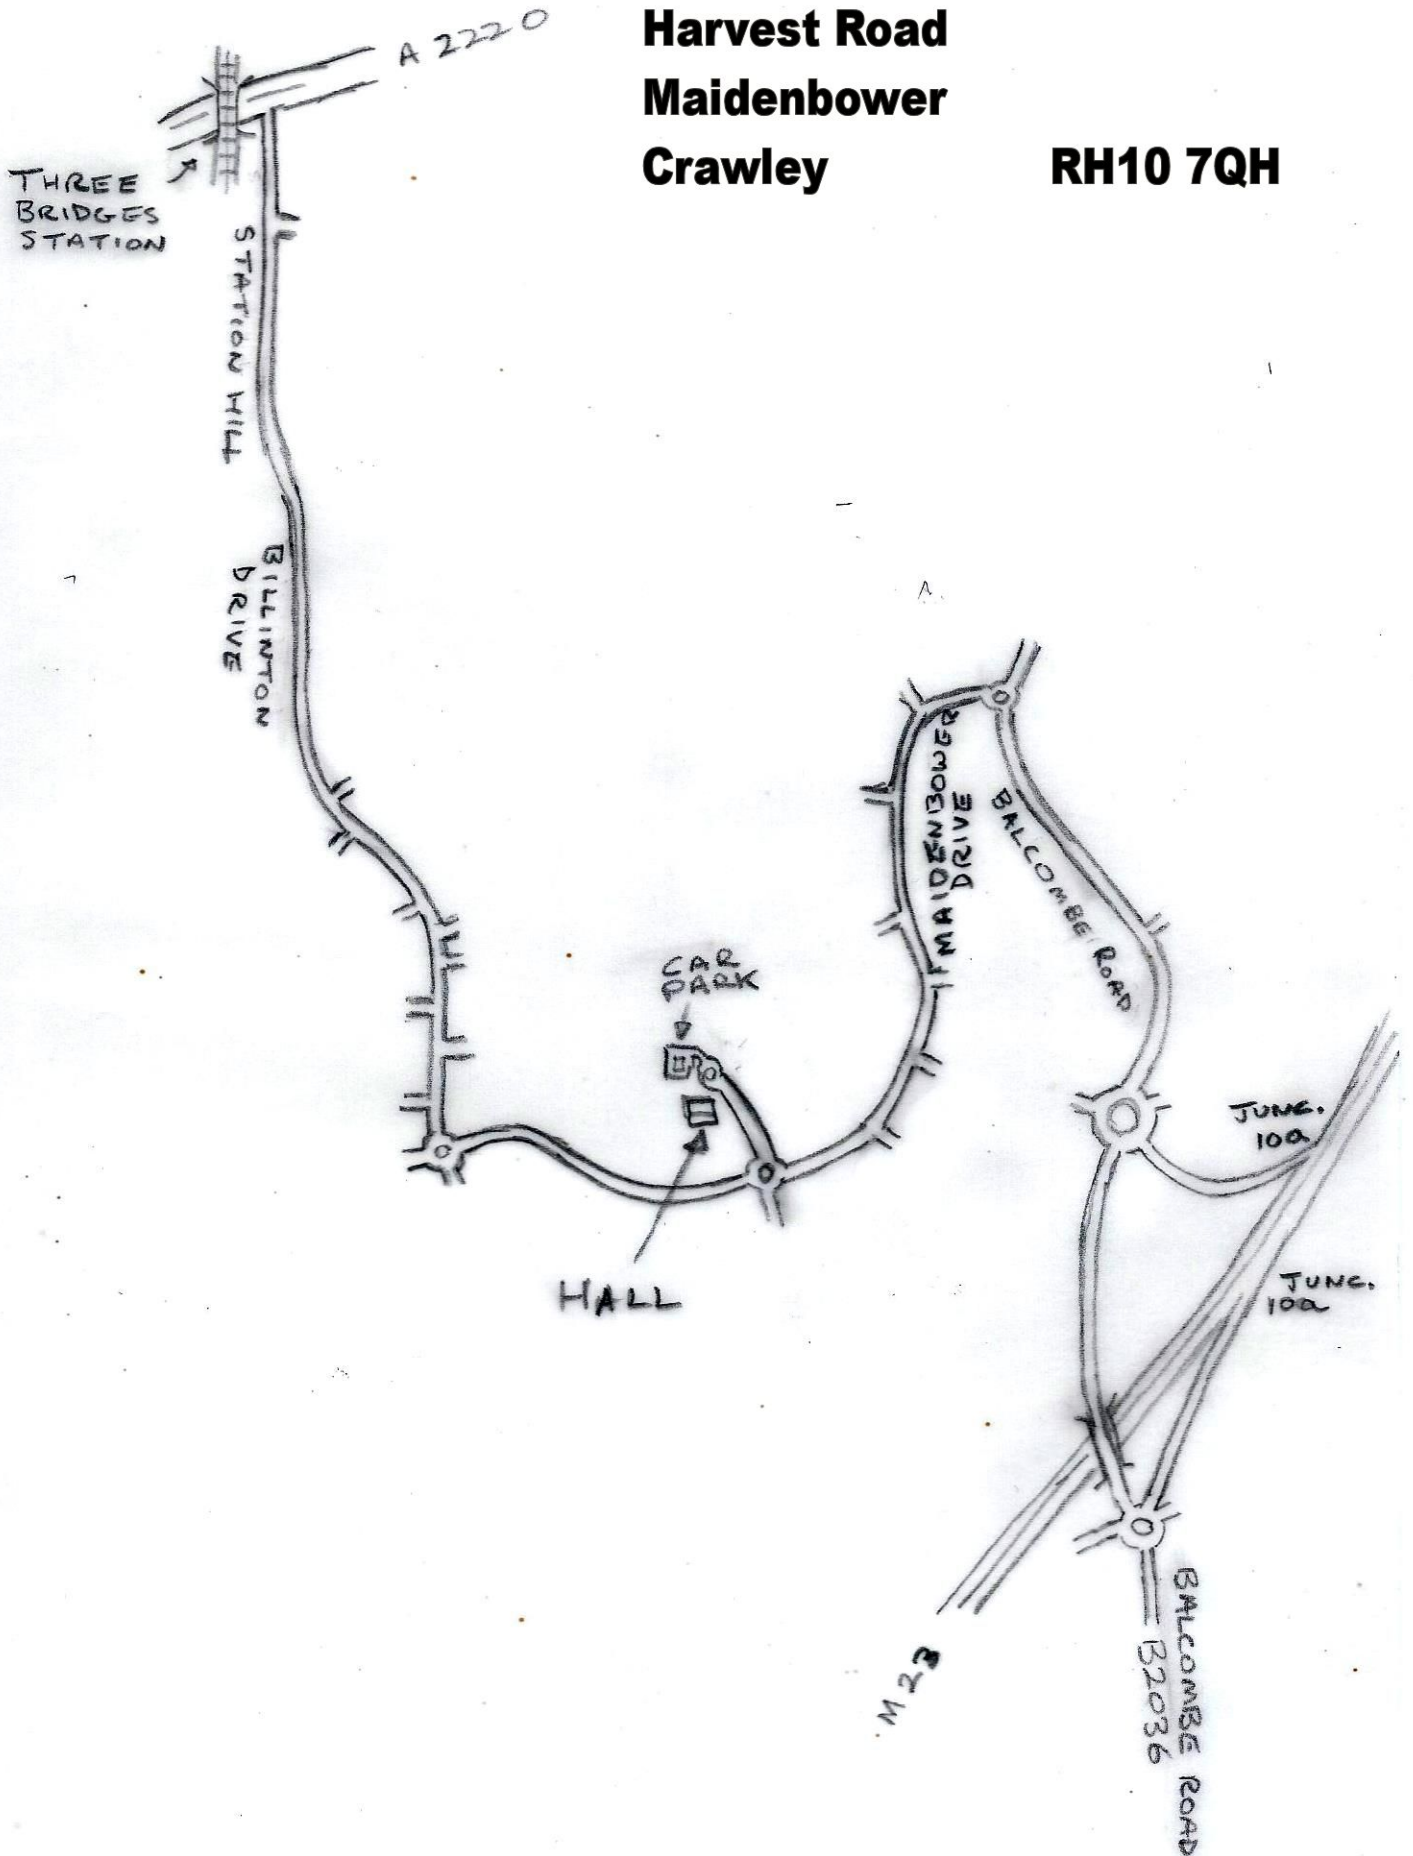 Harvest Road
Maidenbower
Crawley RH10 7QH
A 2220
THREE
BRIDGES
STATION
STATION HILL
BILLINTON
DRIVE
MAIDENBOWER
DRIVE
BALCOMBE ROAD
CAR
PARK
HALL
JUNC.
10a
JUNC.
10a
M 23
BALCOMBE ROAD
B2036